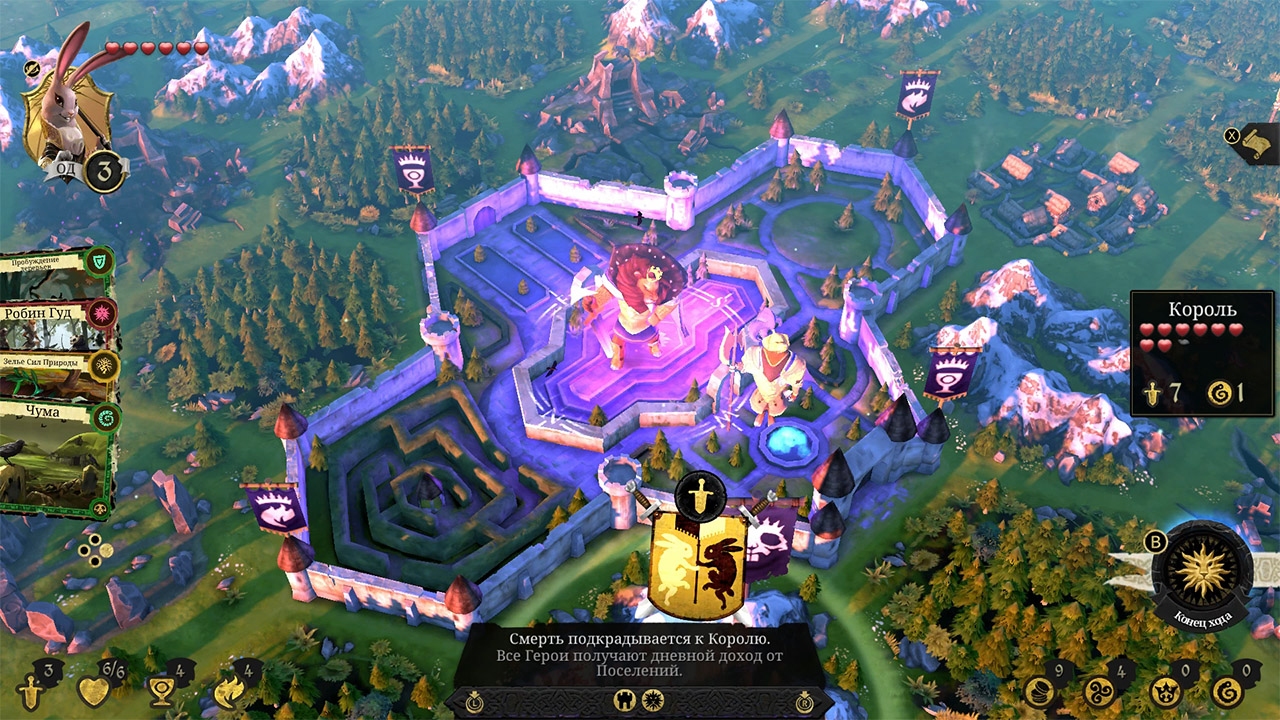 X
ОД
3
Пробуждение
деревьев
Робин Гуд
Зелье Сил Природы
Чума
Король
7
1
B
Конец хода
Смерть подкрадывается к Королю.
Все Герои получают дневной доход от
Поселений.
3
6/6
4
4
L
R
9
4
0
0